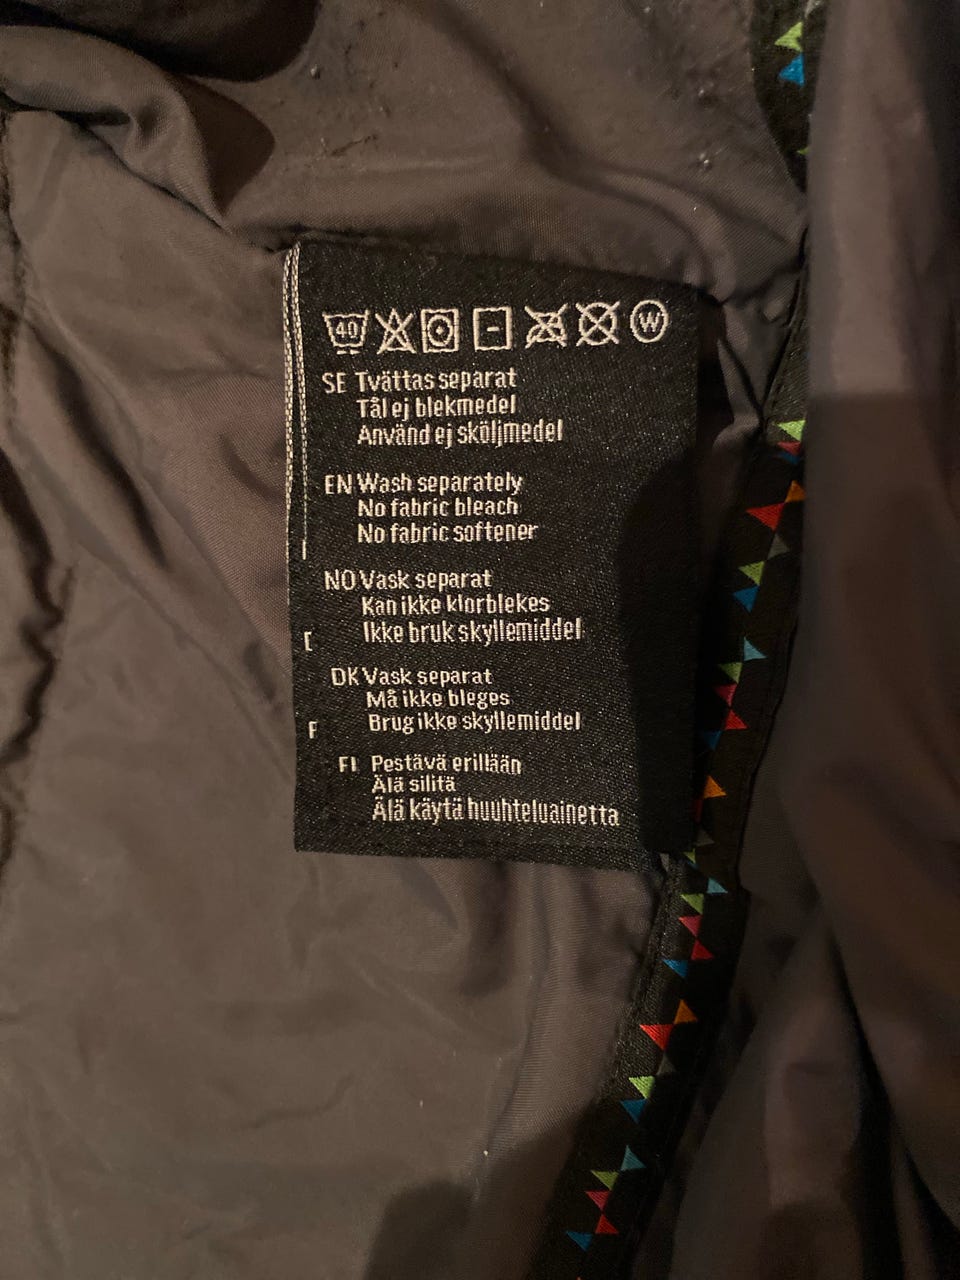 40 W
SE Tvättas separat
Tål ej blekmedel
Använd ej sköljmedel
EN Wash separately
No fabric bleach
No fabric softener
NO Vask separat
Kan ikke klorblekes
Ikke bruk skyllemiddel
DK Vask separat
Må ikke bleges
Brug ikke skyllemiddel
FI Pestävä erillään
Älä silitä
Älä käytä huuhteluainetta